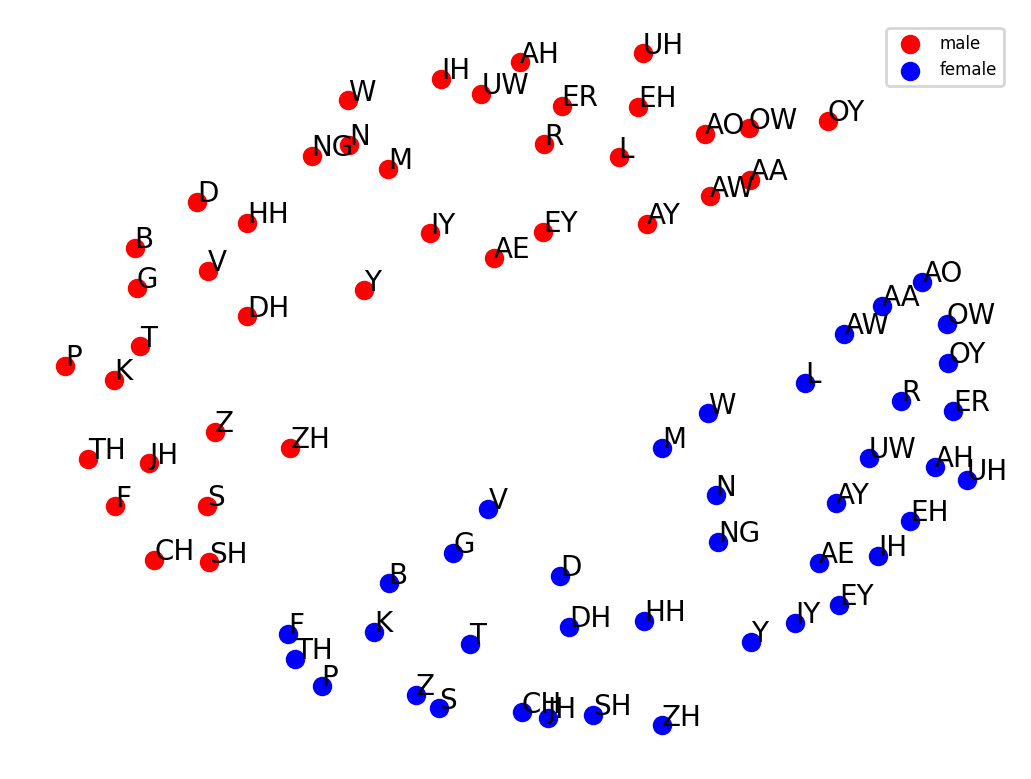 male
female
UH
AH
IH
UW
W
ER
EH
AO
OW
OY
N
NG
R
L
M
AA
AW
D
HH
AY
B
IY
EY
V
AE
G
Y
DH
T
P
K
Z
ZH
TH
JH
F
S
CH
SH
AO
AA
OW
AW
OY
L
R
ER
W
M
UW
AH
UH
N
AY
V
EH
NG
G
IH
AE
D
B
EY
HH
IY
DH
F
K
T
Y
TH
P
Z
S
CH
JH
SH
ZH